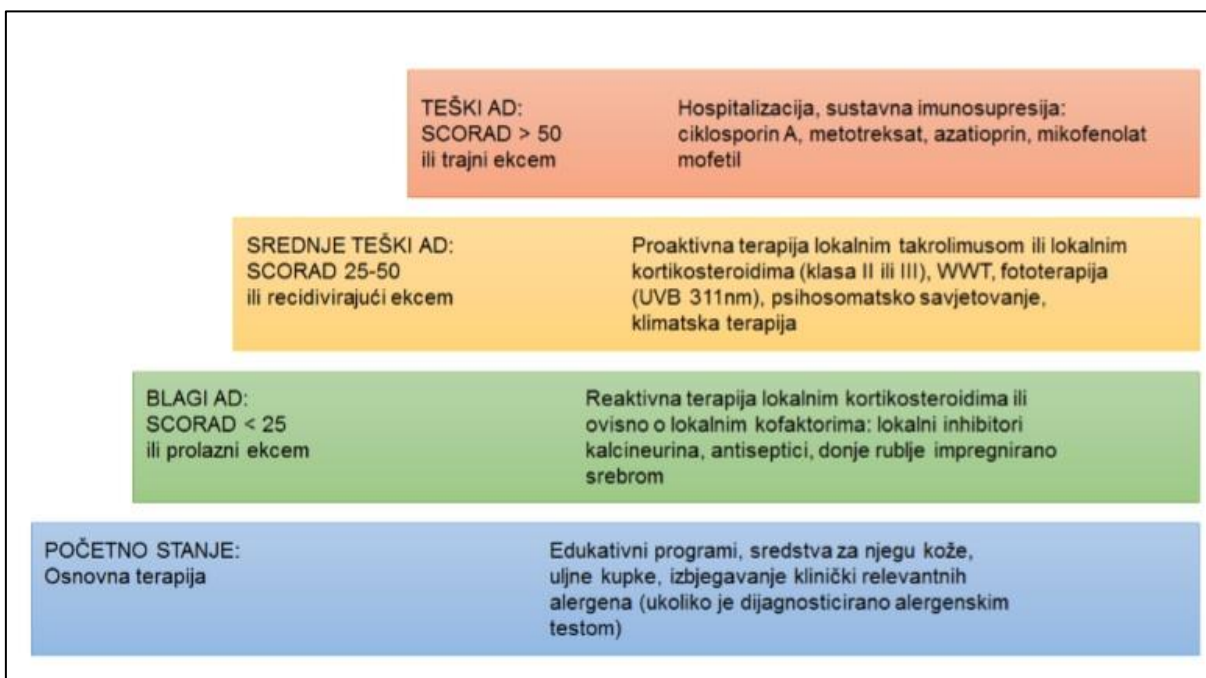 TEŠKI AD:
SCORAD > 50
ili trajni ekcem
Hospitalizacija, sustavna imunosupresija:
ciklosporin A, metotreksat, azatioprin, mikofenolat
mofetil
SREDNJE TEŠKI AD:
SCORAD 25-50
ili recidivirajući ekcem
Proaktivna terapija lokalnim takrolimusom ili lokalnim
kortikosteroidima (klasa II ili III), WWT, fototerapija
(UVB 311nm), psihosomatsko savjetovanje,
klimatska terapija
BLAGI AD:
SCORAD < 25
ili prolazni ekcem
Reaktivna terapija lokalnim kortikosteroidima ili
ovisno o lokalnim kofaktorima: lokalni inhibitori
kalcineurina, antiseptici, donje rublje impregnirano
srebrom
POČETNO STANJE:
Osnovna terapija
Edukativni programi, sredstva za njegu kože,
uljne kupke, izbjegavanje klinički relevantnih
alergena (ukoliko je dijagnosticirano alergenskim
testom)